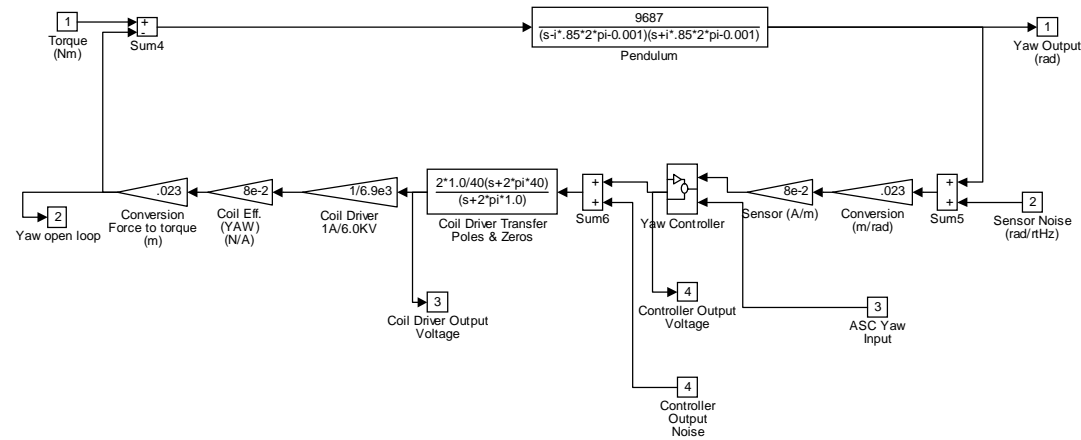 1
Torque
(Nm)
+
-
Sum4
9687
(s-i*.85*2*pi-0.001)(s+i*.85*2*pi-0.001)
Pendulum
1
Yaw Output
(rad)
2
Yaw open loop
.023
Conversion
Force to torque
(m)
8e-2
Coil Eff.
(YAW)
(N/A)
1/6.9e3
Coil Driver
1A/6.0KV
2*1.0/40(s+2*pi*40)
(s+2*pi*1.0)
Coil Driver Transfer
Poles & Zeros
+
+
Sum6
Yaw Controller
8e-2
Sensor (A/m)
.023
Conversion
(m/rad)
+
+
Sum5
2
Sensor Noise
(rad/rtHz)
3
Coil Driver Output
Voltage
4
Controller Output
Voltage
3
ASC Yaw
Input
4
Controller
Output
Noise